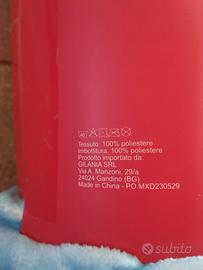 Tessuto: 100% poliestere
Imbottitura: 100% poliestere
Prodotto importato da:
GILANIA SRL
Via A. Manzoni, 29/a
24024 Gandino (BG)
Made in China - PO.MXD230529
subito